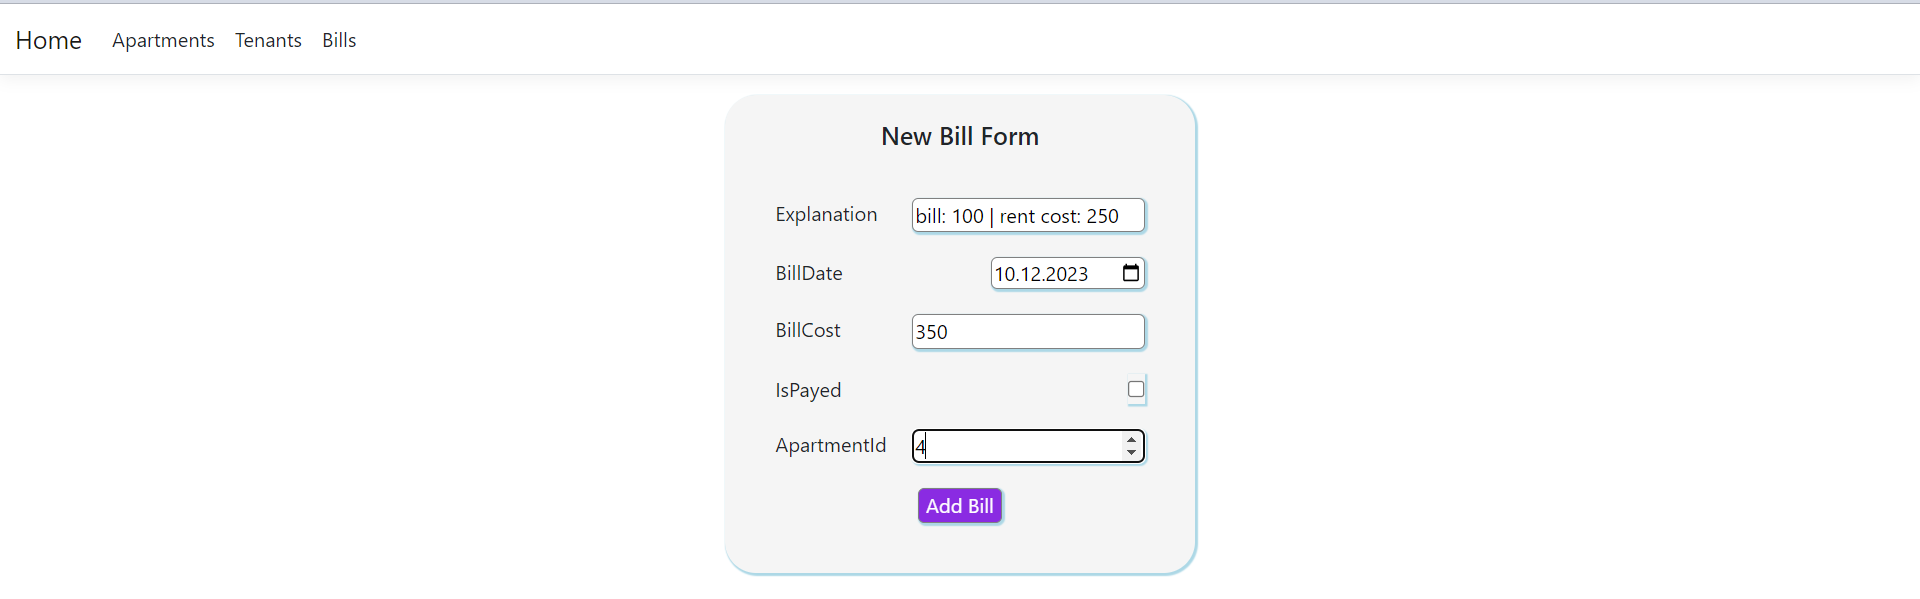 Home Apartments Tenants Bills
New Bill Form
Explanation bill: 100 | rent cost: 250
BillDate 10.12.2023
BillCost 350
IsPayed
ApartmentId 4
Add Bill